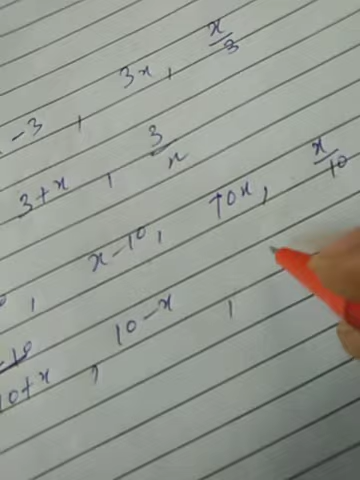 - 3 , 3x , x/3
3 + x , 3/x
, x - 10 , 10x , x/10
10 + x , 10 - x ,